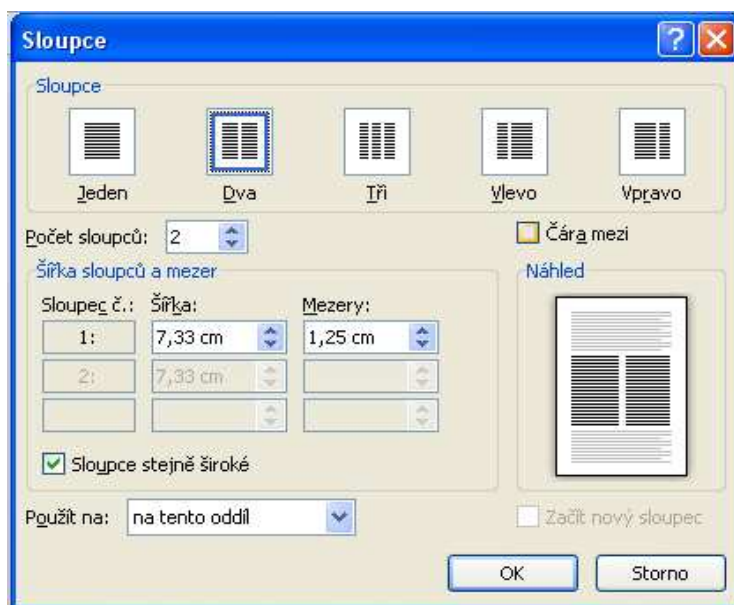 Sloupce
Sloupce
Jeden Dva Tři Vlevo Vpravo
Počet sloupců: 2 Čára mezi
Šířka sloupců a mezer Náhled
Sloupec č.: Šířka: Mezery:
1: 7,33 cm 1,25 cm
2: 7,33 cm
Sloupce stejně široké
Použít na: na tento oddíl Začít nový sloupec
OK Storno